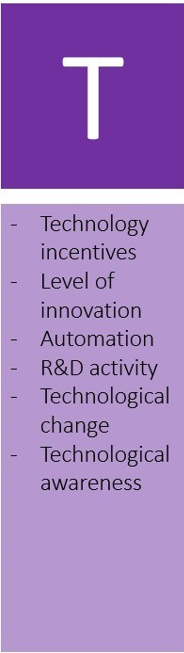 T
- Technology
incentives
- Level of
innovation
- Automation
- R&D activity
- Technological
change
- Technological
awareness